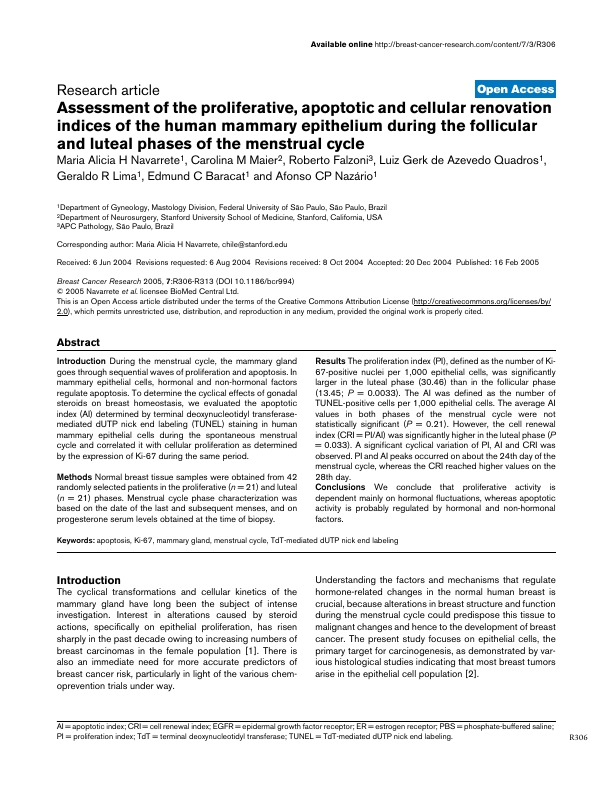 Available online http://breast-cancer-research.com/content/7/3/R306
Research article
Open Access
Assessment of the proliferative, apoptotic and cellular renovation
indices of the human mammary epithelium during the follicular
and luteal phases of the menstrual cycle
Maria Alicia H Navarrete1, Carolina M Maier2, Roberto Falzoni3, Luiz Gerk de Azevedo Quadros1,
Geraldo R Lima1, Edmund C Baracat1 and Afonso CP Nazário1
1Department of Gyneology, Mastology Division, Federal University of São Paulo, São Paulo, Brazil
2Department of Neurosurgery, Stanford University School of Medicine, Stanford, California, USA
3APC Pathology, São Paulo, Brazil
Corresponding author: Maria Alicia H Navarrete, chile@stanford.edu
Received: 6 Jun 2004 Revisions requested: 6 Aug 2004 Revisions received: 8 Oct 2004 Accepted: 20 Dec 2004 Published: 16 Feb 2005
Breast Cancer Research 2005, 7:R306-R313 (DOI 10.1186/bcr994)
© 2005 Navarrete et al. licensee BioMed Central Ltd.
This is an Open Access article distributed under the terms of the Creative Commons Attribution License (http://creativecommons.org/licenses/by/
2.0), which permits unrestricted use, distribution, and reproduction in any medium, provided the original work is properly cited.
Abstract
Introduction During the menstrual cycle, the mammary gland
goes through sequential waves of proliferation and apoptosis. In
mammary epithelial cells, hormonal and non-hormonal factors
regulate apoptosis. To determine the cyclical effects of gonadal
steroids on breast homeostasis, we evaluated the apoptotic
index (AI) determined by terminal deoxynucleotidyl transferase-
mediated dUTP nick end labeling (TUNEL) staining in human
mammary epithelial cells during the spontaneous menstrual
cycle and correlated it with cellular proliferation as determined
by the expression of Ki-67 during the same period.
Methods Normal breast tissue samples were obtained from 42
randomly selected patients in the proliferative (n = 21) and luteal
(n = 21) phases. Menstrual cycle phase characterization was
based on the date of the last and subsequent menses, and on
progesterone serum levels obtained at the time of biopsy.
Results The proliferation index (PI), defined as the number of Ki-
67-positive nuclei per 1,000 epithelial cells, was significantly
larger in the luteal phase (30.46) than in the follicular phase
(13.45; P = 0.0033). The AI was defined as the number of
TUNEL-positive cells per 1,000 epithelial cells. The average AI
values in both phases of the menstrual cycle were not
statistically significant (P = 0.21). However, the cell renewal
index (CRI = PI/AI) was significantly higher in the luteal phase (P
= 0.033). A significant cyclical variation of PI, AI and CRI was
observed. PI and AI peaks occurred on about the 24th day of the
menstrual cycle, whereas the CRI reached higher values on the
28th day.
Conclusions We conclude that proliferative activity is
dependent mainly on hormonal fluctuations, whereas apoptotic
activity is probably regulated by hormonal and non-hormonal
factors.
Keywords: apoptosis, Ki-67, mammary gland, menstrual cycle, TdT-mediated dUTP nick end labeling
Introduction
The cyclical transformations and cellular kinetics of the
mammary gland have long been the subject of intense
investigation. Interest in alterations caused by steroid
actions, specifically on epithelial proliferation, has risen
sharply in the past decade owing to increasing numbers of
breast carcinomas in the female population [1]. There is
also an immediate need for more accurate predictors of
breast cancer risk, particularly in light of the various chem-
oprevention trials under way.
Understanding the factors and mechanisms that regulate
hormone-related changes in the normal human breast is
crucial, because alterations in breast structure and function
during the menstrual cycle could predispose this tissue to
malignant changes and hence to the development of breast
cancer. The present study focuses on epithelial cells, the
primary target for carcinogenesis, as demonstrated by var-
ious histological studies indicating that most breast tumors
arise in the epithelial cell population [2].
AI = apoptotic index; CRI = cell renewal index; EGFR = epidermal growth factor receptor; ER = estrogen receptor; PBS = phosphate-buffered saline;
PI = proliferation index; TdT = terminal deoxynucleotidyl transferase; TUNEL = TdT-mediated dUTP nick end labeling.
R306